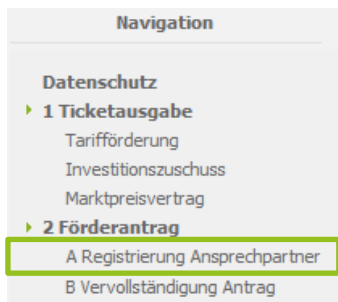 Navigation
Datenschutz
1 Ticketausgabe
Tarifförderung
Investitionszuschuss
Marktpreisvertrag
2 Förderantrag
A Registrierung Ansprechpartner
B Vervollständigung Antrag